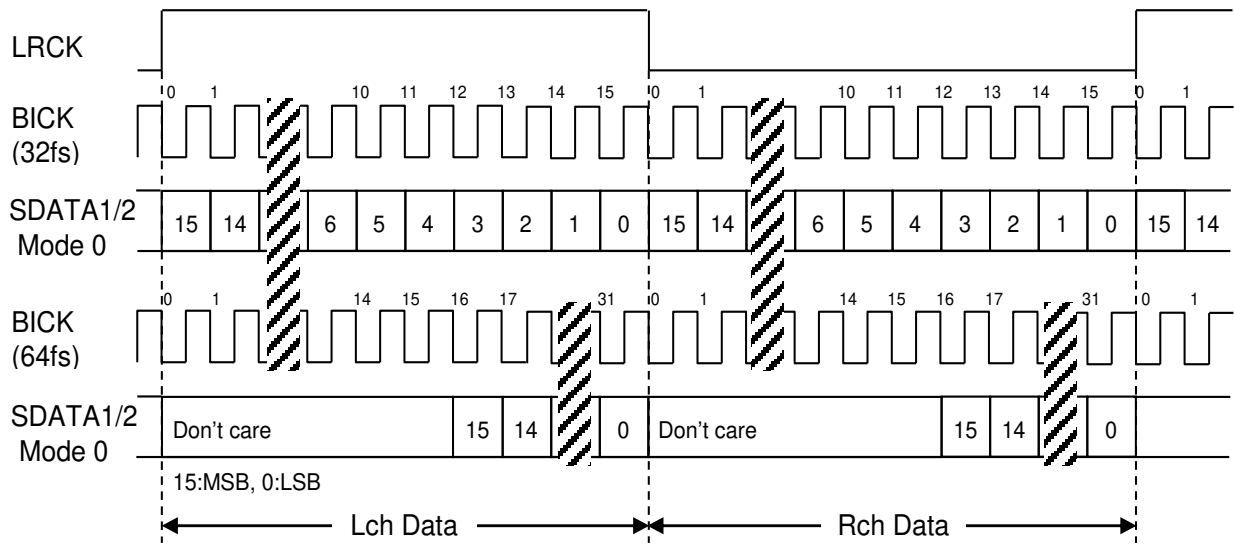 LRCK
0 1 10 11 12 13 14 15 0 1 10 11 12 13 14 15 0 1
BICK
(32fs)
SDATA1/2
Mode 0
15 14 6 5 4 3 2 1 0 15 14 6 5 4 3 2 1 0 15 14
0 1 14 15 16 17 31 0 1 14 15 16 17 31 0 1
BICK
(64fs)
SDATA1/2
Mode 0
Don't care 15 14 0 Don't care 15 14 0
15:MSB, 0:LSB
Lch Data Rch Data